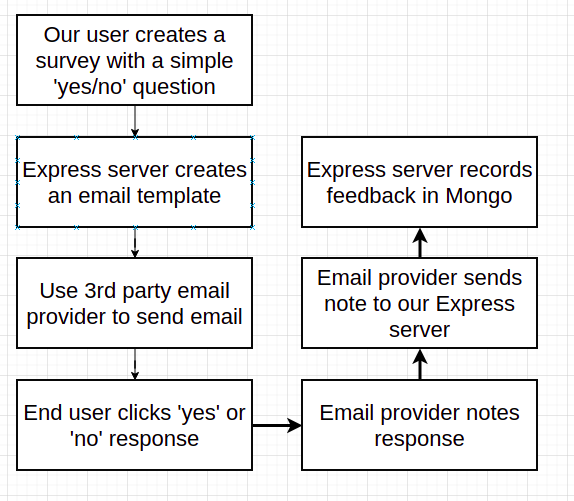 Our user creates a
survey with a simple
'yes/no' question
Express server creates
an email template
Use 3rd party email
provider to send email
End user clicks 'yes' or
'no' response
Email provider notes
response
Email provider sends
note to our Express
server
Express server records
feedback in Mongo